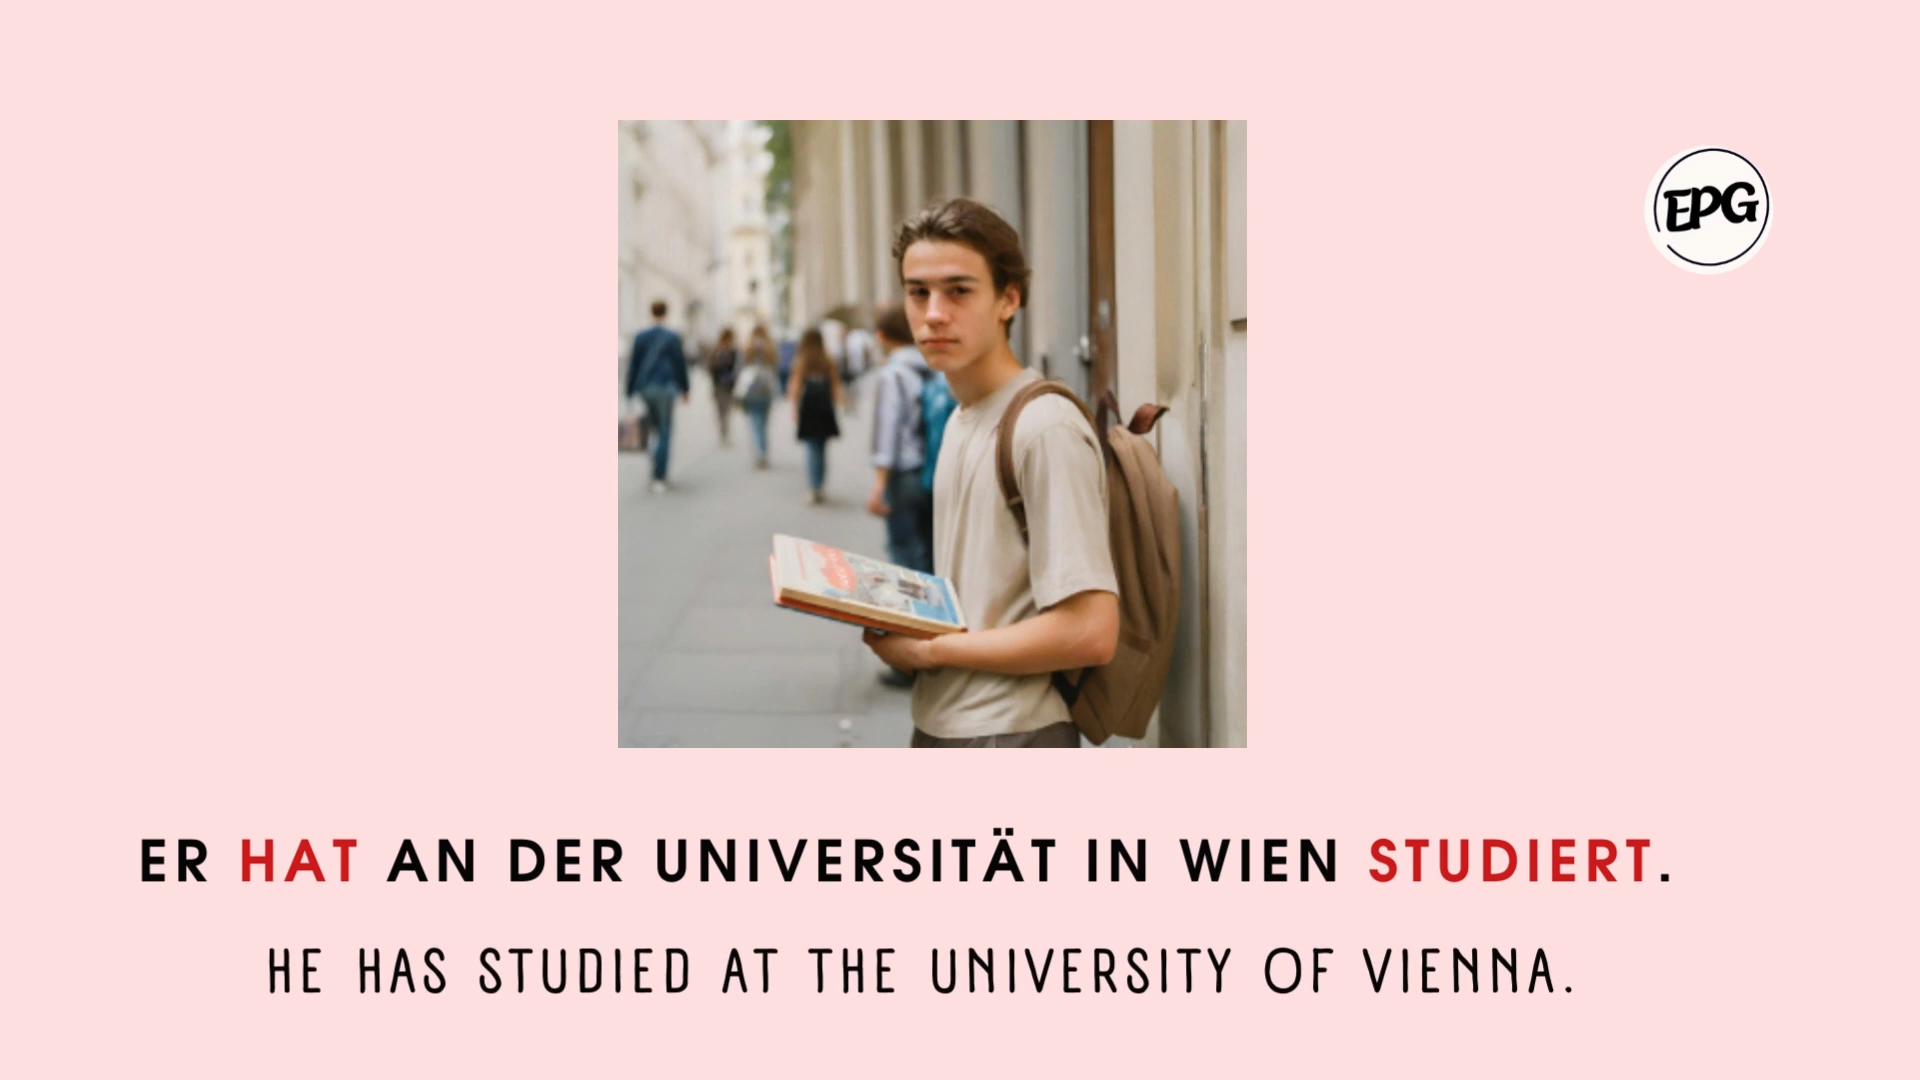 EPG
ER HAT AN DER UNIVERSITÄT IN WIEN STUDIERT.
HE HAS STUDIED AT THE UNIVERSITY OF VIENNA.